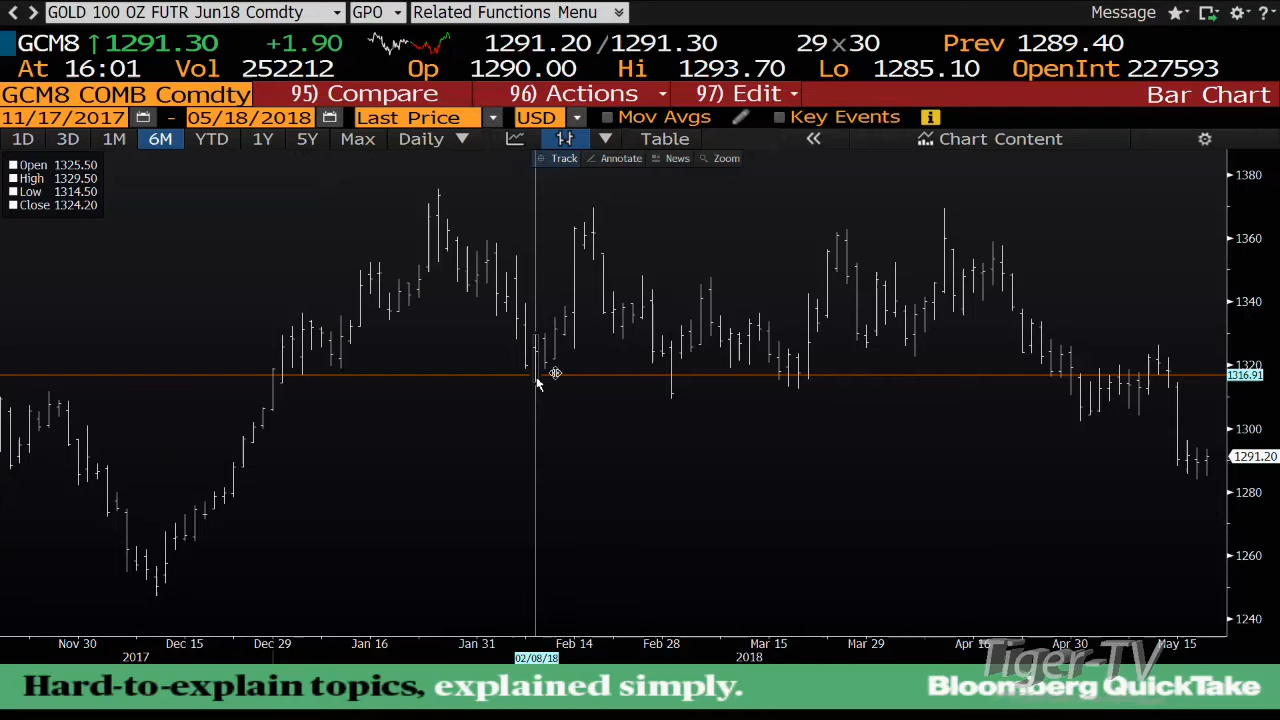 GOLD 100 OZ FUTR Jun18 Comdty GPO Related Functions Menu Message
GCM8 ↑1291.30 +1.90 1291.20/1291.30 29x30 Prev 1289.40
At 16:01 Vol 252212 Op 1290.00 Hi 1293.70 Lo 1285.10 OpenInt 227593
GCM8 COMB Comdty 95) Compare 96) Actions 97) Edit Bar Chart
11/17/2017 - 05/18/2018 Last Price USD Mov Avgs Key Events
1D 3D 1M 6M YTD 1Y 5Y Max Daily Table « Chart Content
Track Annotate News Zoom
Open 1325.50
High 1329.50
Low 1314.50
Close 1324.20
1380
1360
1340
1320
1316.91
1300
1291.20
1280
1260
1240
Nov 30 Dec 15 Dec 29 Jan 16 Jan 31 Feb 14 Feb 28 Mar 15 Mar 29 Apr 16 Apr 30 May 15
2017 02/08/18 2018
Tiger-TV
Hard-to-explain topics, explained simply. Bloomberg QuickTake